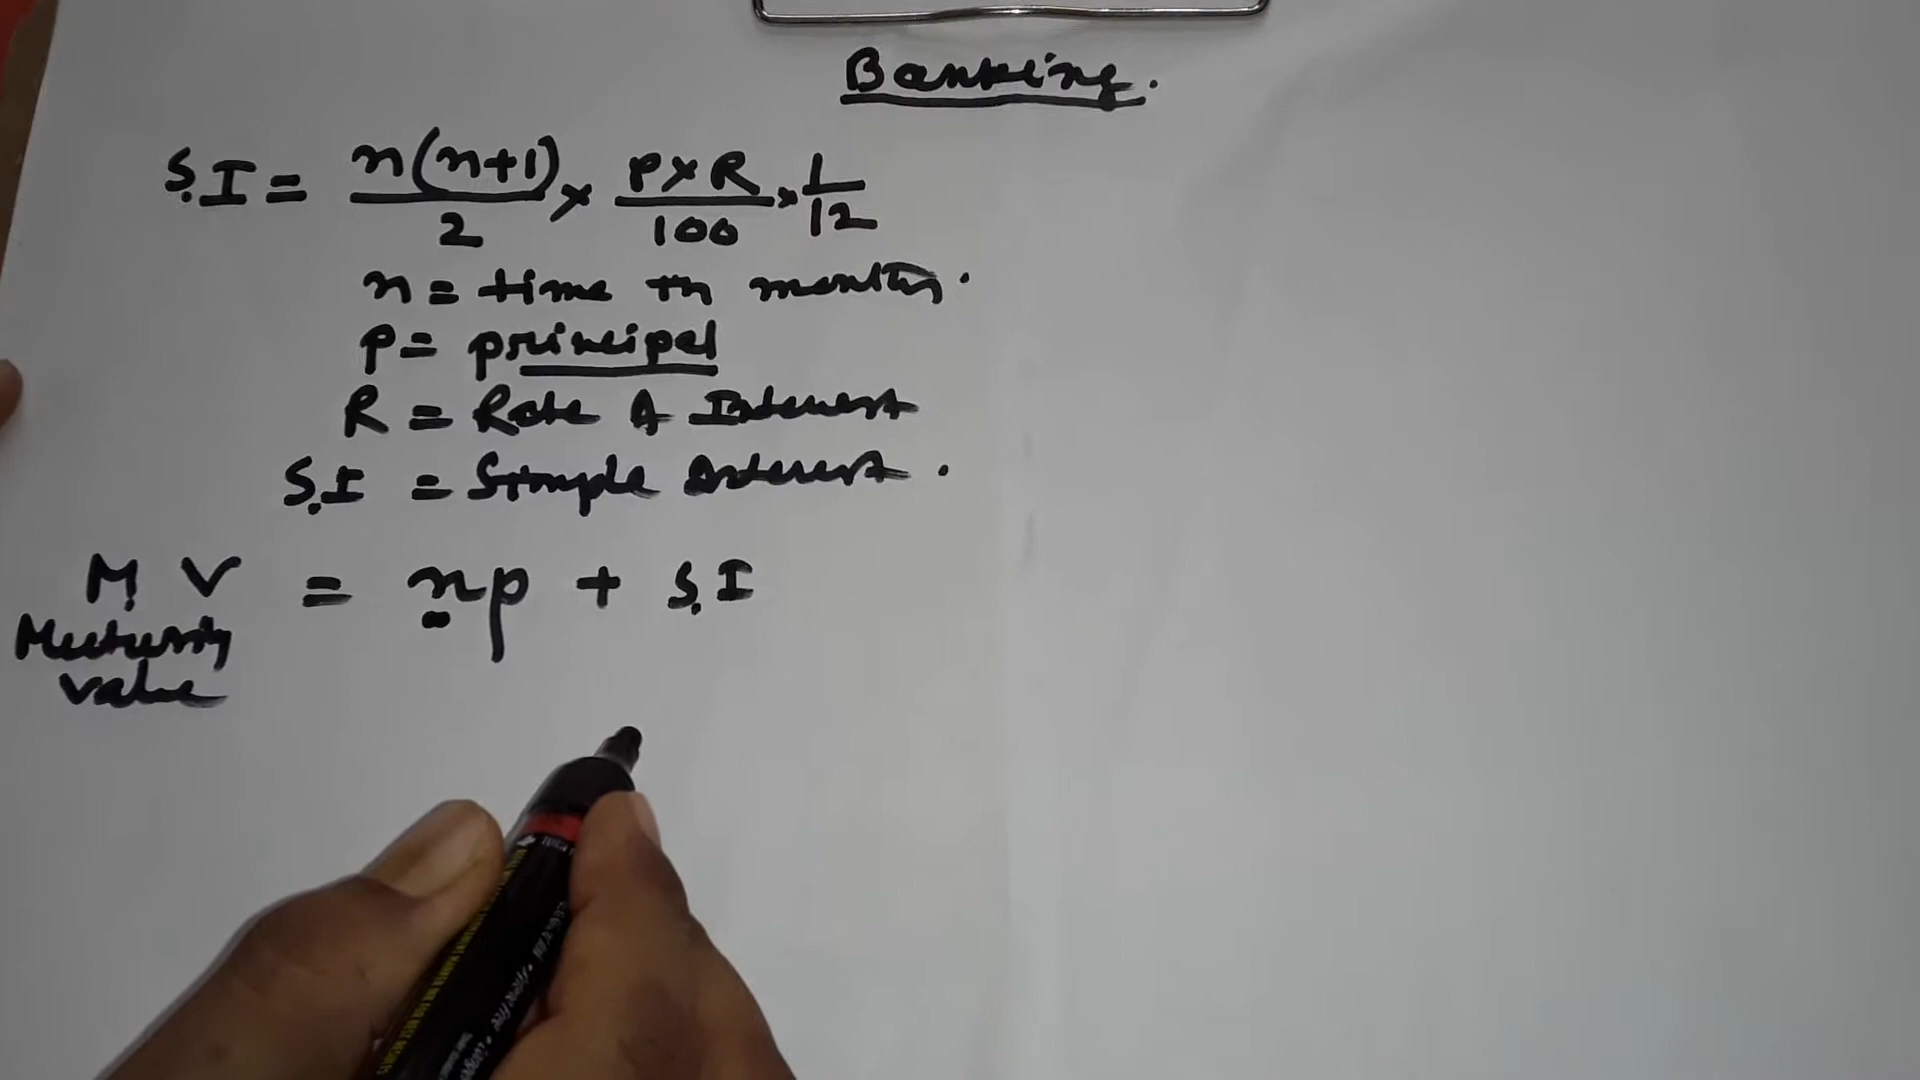 Banking.
S.I = n(n+1)/2 × P×R/100 × 1/12
n = time in months.
P = principal
R = Rate of Interest
S.I = Simple Interest.
M.V = np + S.I
Maturity
value